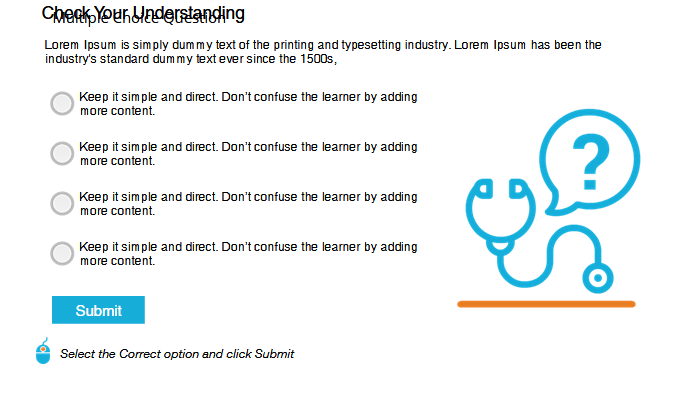 Check Your Understanding
Multiple Choice Question
Lorem Ipsum is simply dummy text of the printing and typesetting industry. Lorem Ipsum has been the
industry's standard dummy text ever since the 1500s,
Keep it simple and direct. Don't confuse the learner by adding
more content.
Keep it simple and direct. Don't confuse the learner by adding
more content.
Keep it simple and direct. Don't confuse the learner by adding
more content.
Keep it simple and direct. Don't confuse the learner by adding
more content.
?
Submit
Select the Correct option and click Submit